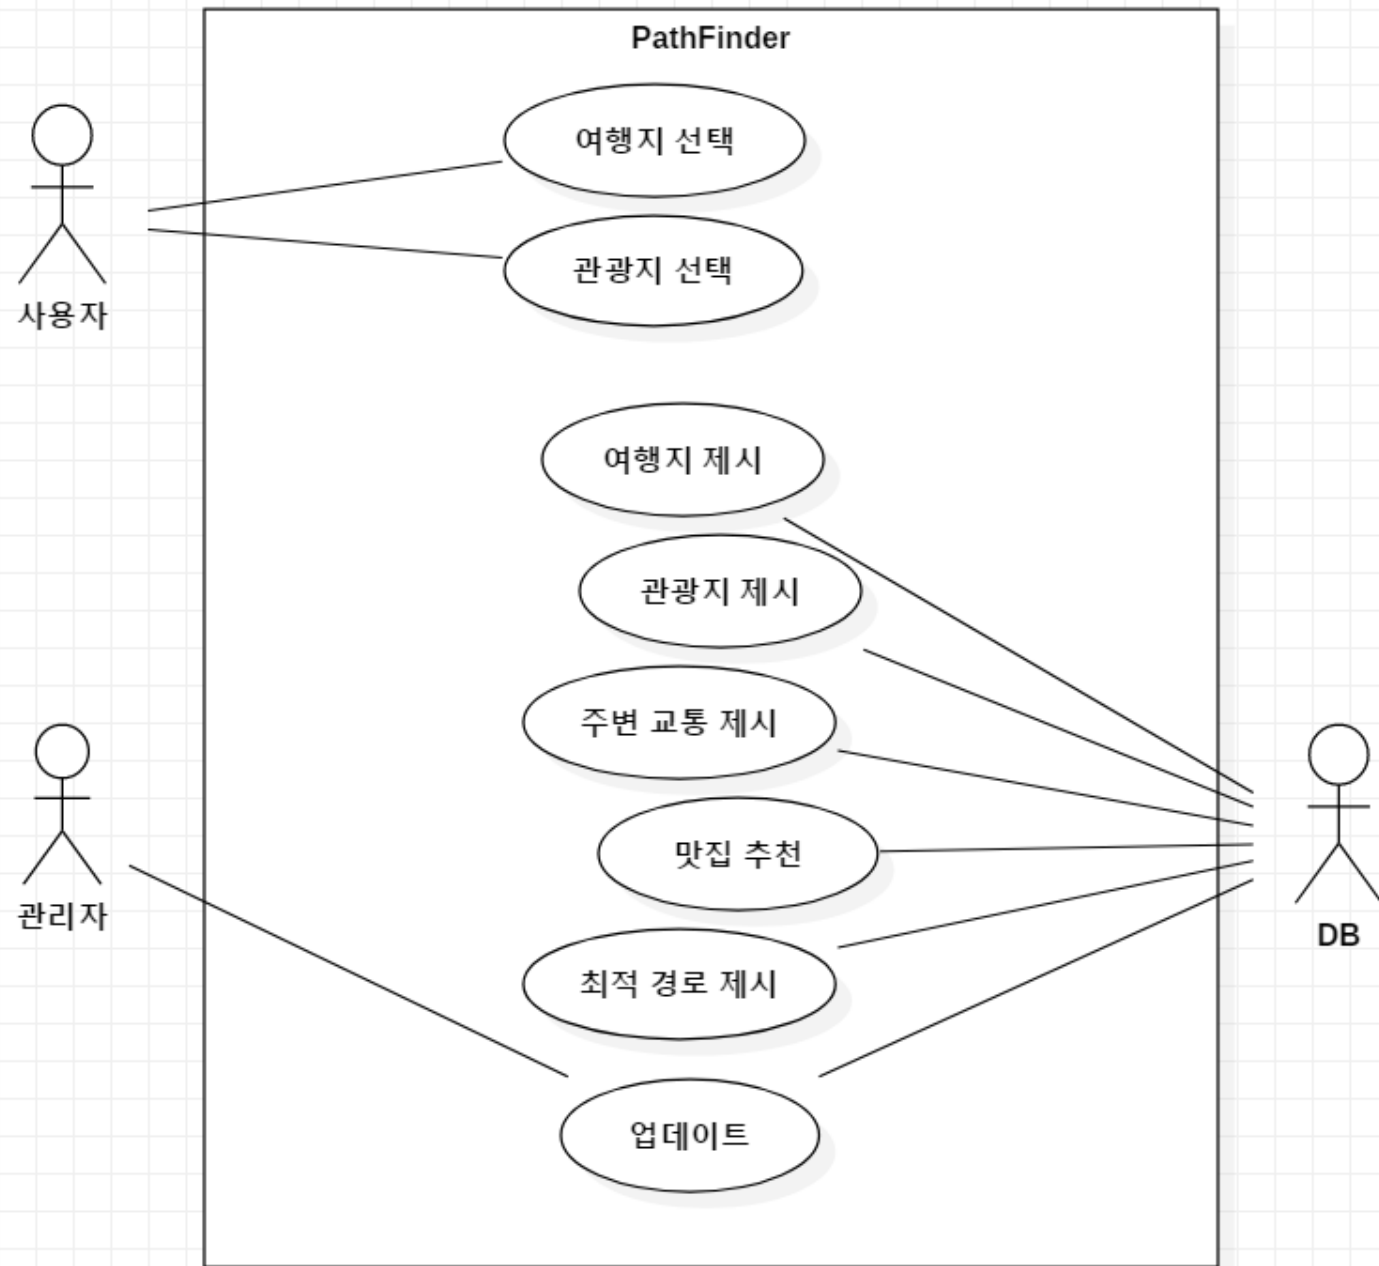 PathFinder
여행지 선택
관광지 선택
사용자
여행지 제시
관광지 제시
주변 교통 제시
맛집 추천
관리자
DB
최적 경로 제시
업데이트